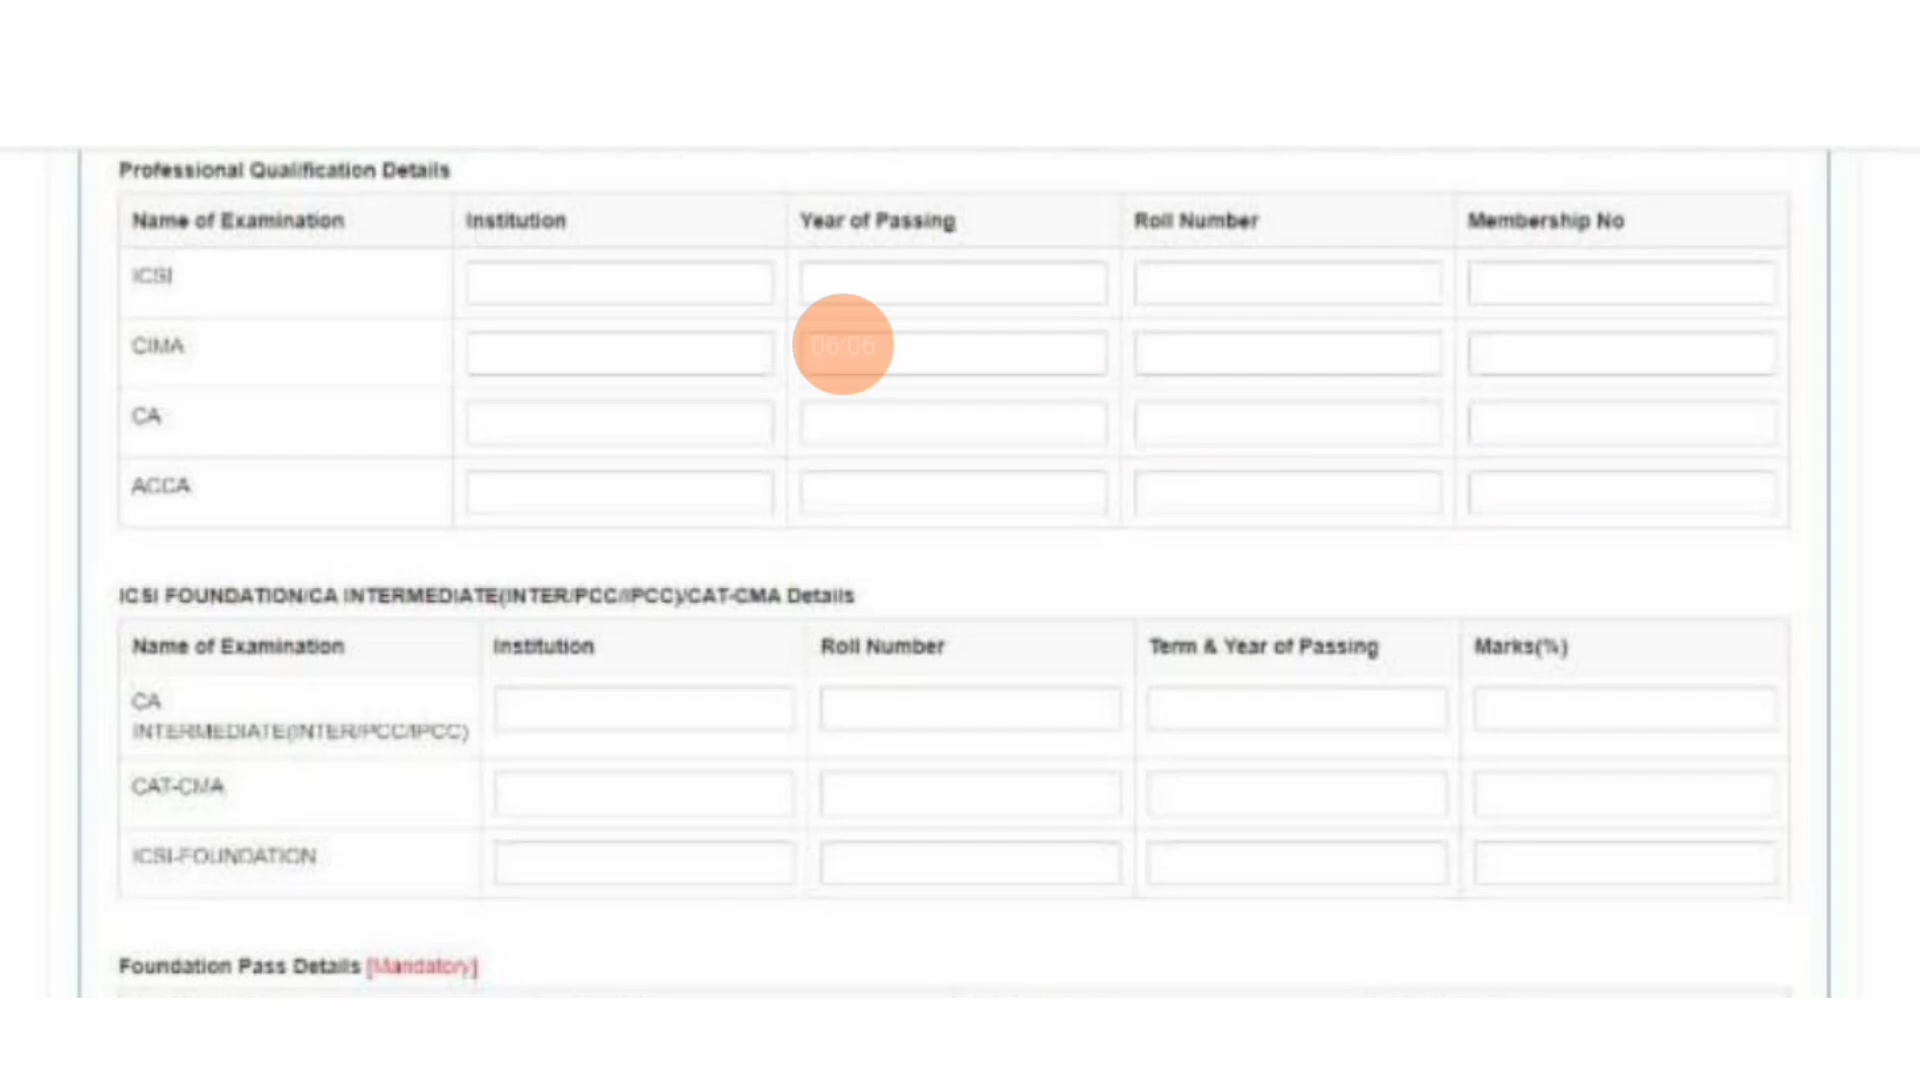 Professional Qualification Details
Name of Examination Institution Year of Passing Roll Number Membership No
ICSI
CIMA
06:06
CA
ACCA
ICSI FOUNDATION/CA INTERMEDIATE(INTER/PCC/IPCC)/CAT-CMA Details
Name of Examination Institution Roll Number Term & Year of Passing Marks(%)
CA
INTERMEDIATE(INTER/PCC/IPCC)
CAT-CMA
ICSI-FOUNDATION
Foundation Pass Details [Mandatory]